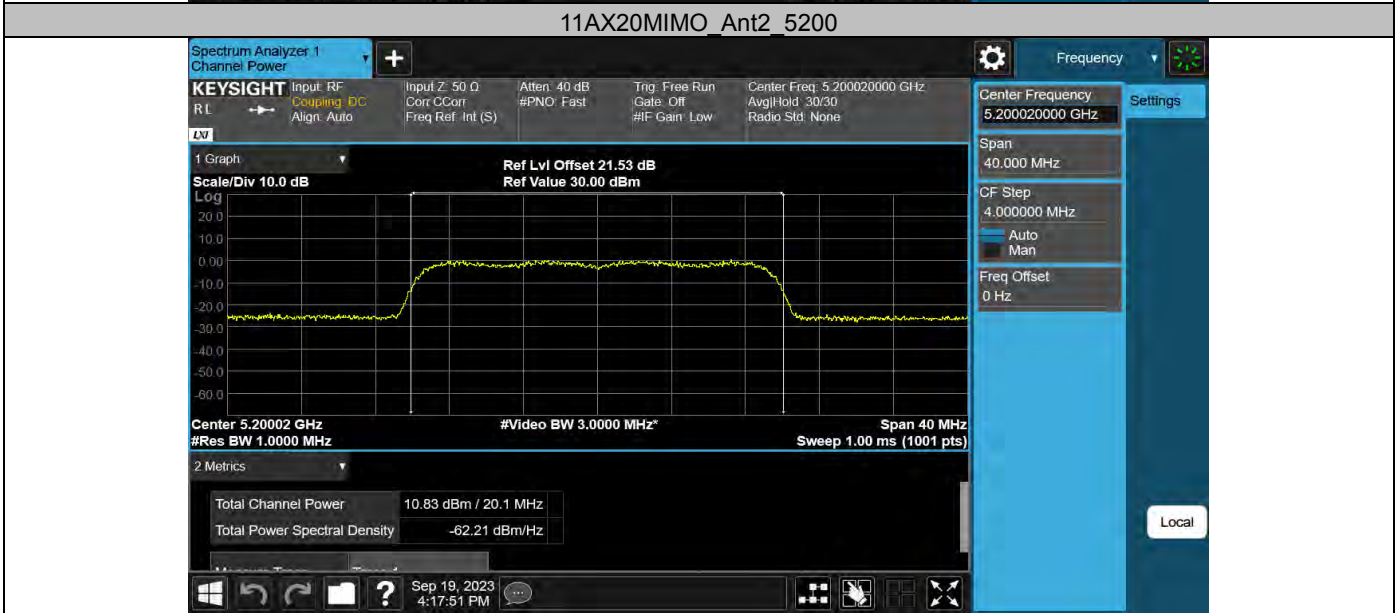 11AX20MIMO_Ant2_5200
Spectrum Analyzer 1
Channel Power
+
Frequency
KEYSIGHT
R L
LXI
Input: RF
Coupling: DC
Align: Auto
Input Z: 50 Ω
Corr CCorr
Freq Ref: Int (S)
Atten: 40 dB
#PNO: Fast
Trig: Free Run
Gate: Off
#IF Gain: Low
Center Freq: 5.200020000 GHz
Avg|Hold: 30/30
Radio Std: None
Center Frequency
5.200020000 GHz
Settings
Span
40.000 MHz
CF Step
4.000000 MHz
Auto
Man
Freq Offset
0 Hz
1 Graph
Scale/Div 10.0 dB
Ref Lvl Offset 21.53 dB
Ref Value 30.00 dBm
Log
20.0
10.0
0.00
-10.0
-20.0
-30.0
-40.0
-50.0
-60.0
Center 5.20002 GHz
#Video BW 3.0000 MHz*
Span 40 MHz
#Res BW 1.0000 MHz
Sweep 1.00 ms (1001 pts)
2 Metrics
Total Channel Power 10.83 dBm / 20.1 MHz
Total Power Spectral Density -62.21 dBm/Hz
Local
?
Sep 19, 2023
4:17:51 PM